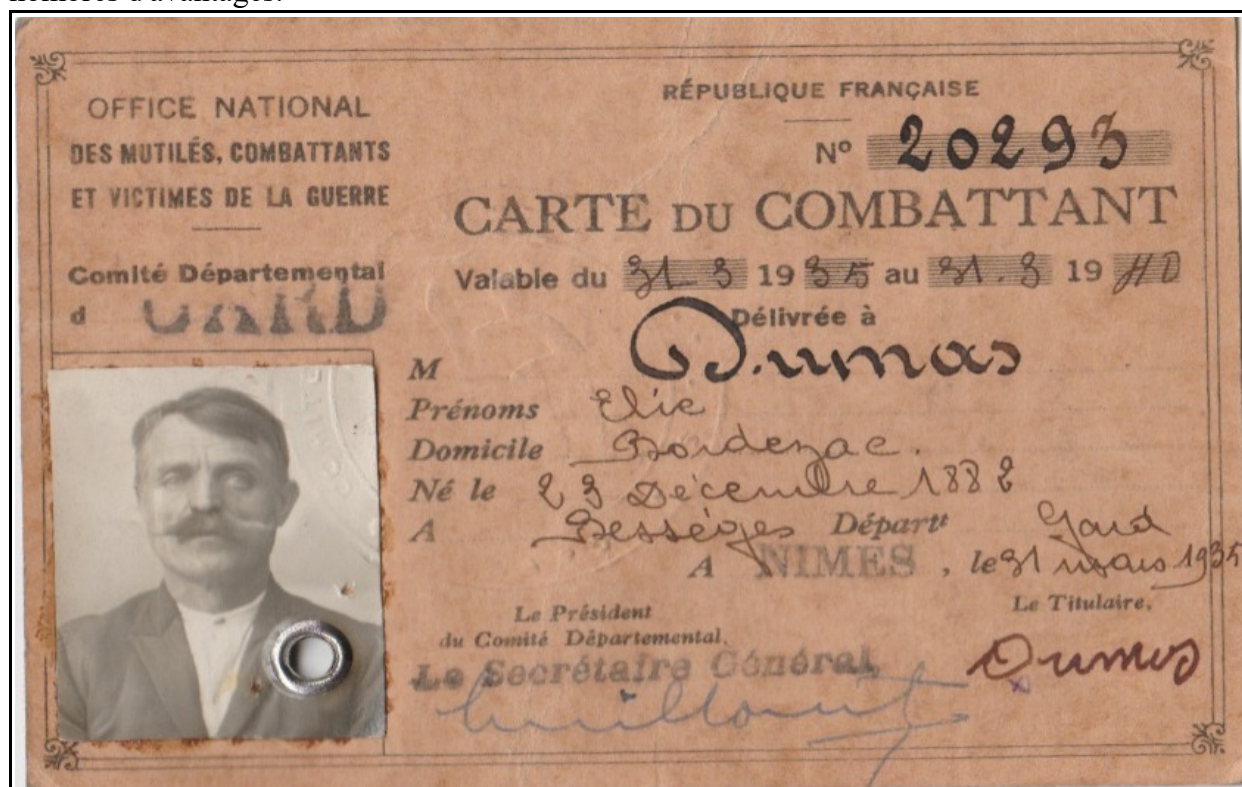 OFFICE NATIONAL
DES MUTILÉS, COMBATTANTS
ET VICTIMES DE LA GUERRE
Comité Départemental
d GARD
RÉPUBLIQUE FRANÇAISE
Nº 20293
CARTE DU COMBATTANT
Valable du 31-3 1935 au 31.3 1940
Délivrée à
M Dumas
Prénoms Elie
Domicile Bordezac.
Né le 23 Décembre 1882
A Bessèges Départᵗ Gard
A NIMES, le 31 mars 1935
Le Président
du Comité Départemental,
Le Secrétaire Général,
Le Titulaire,
Dumas